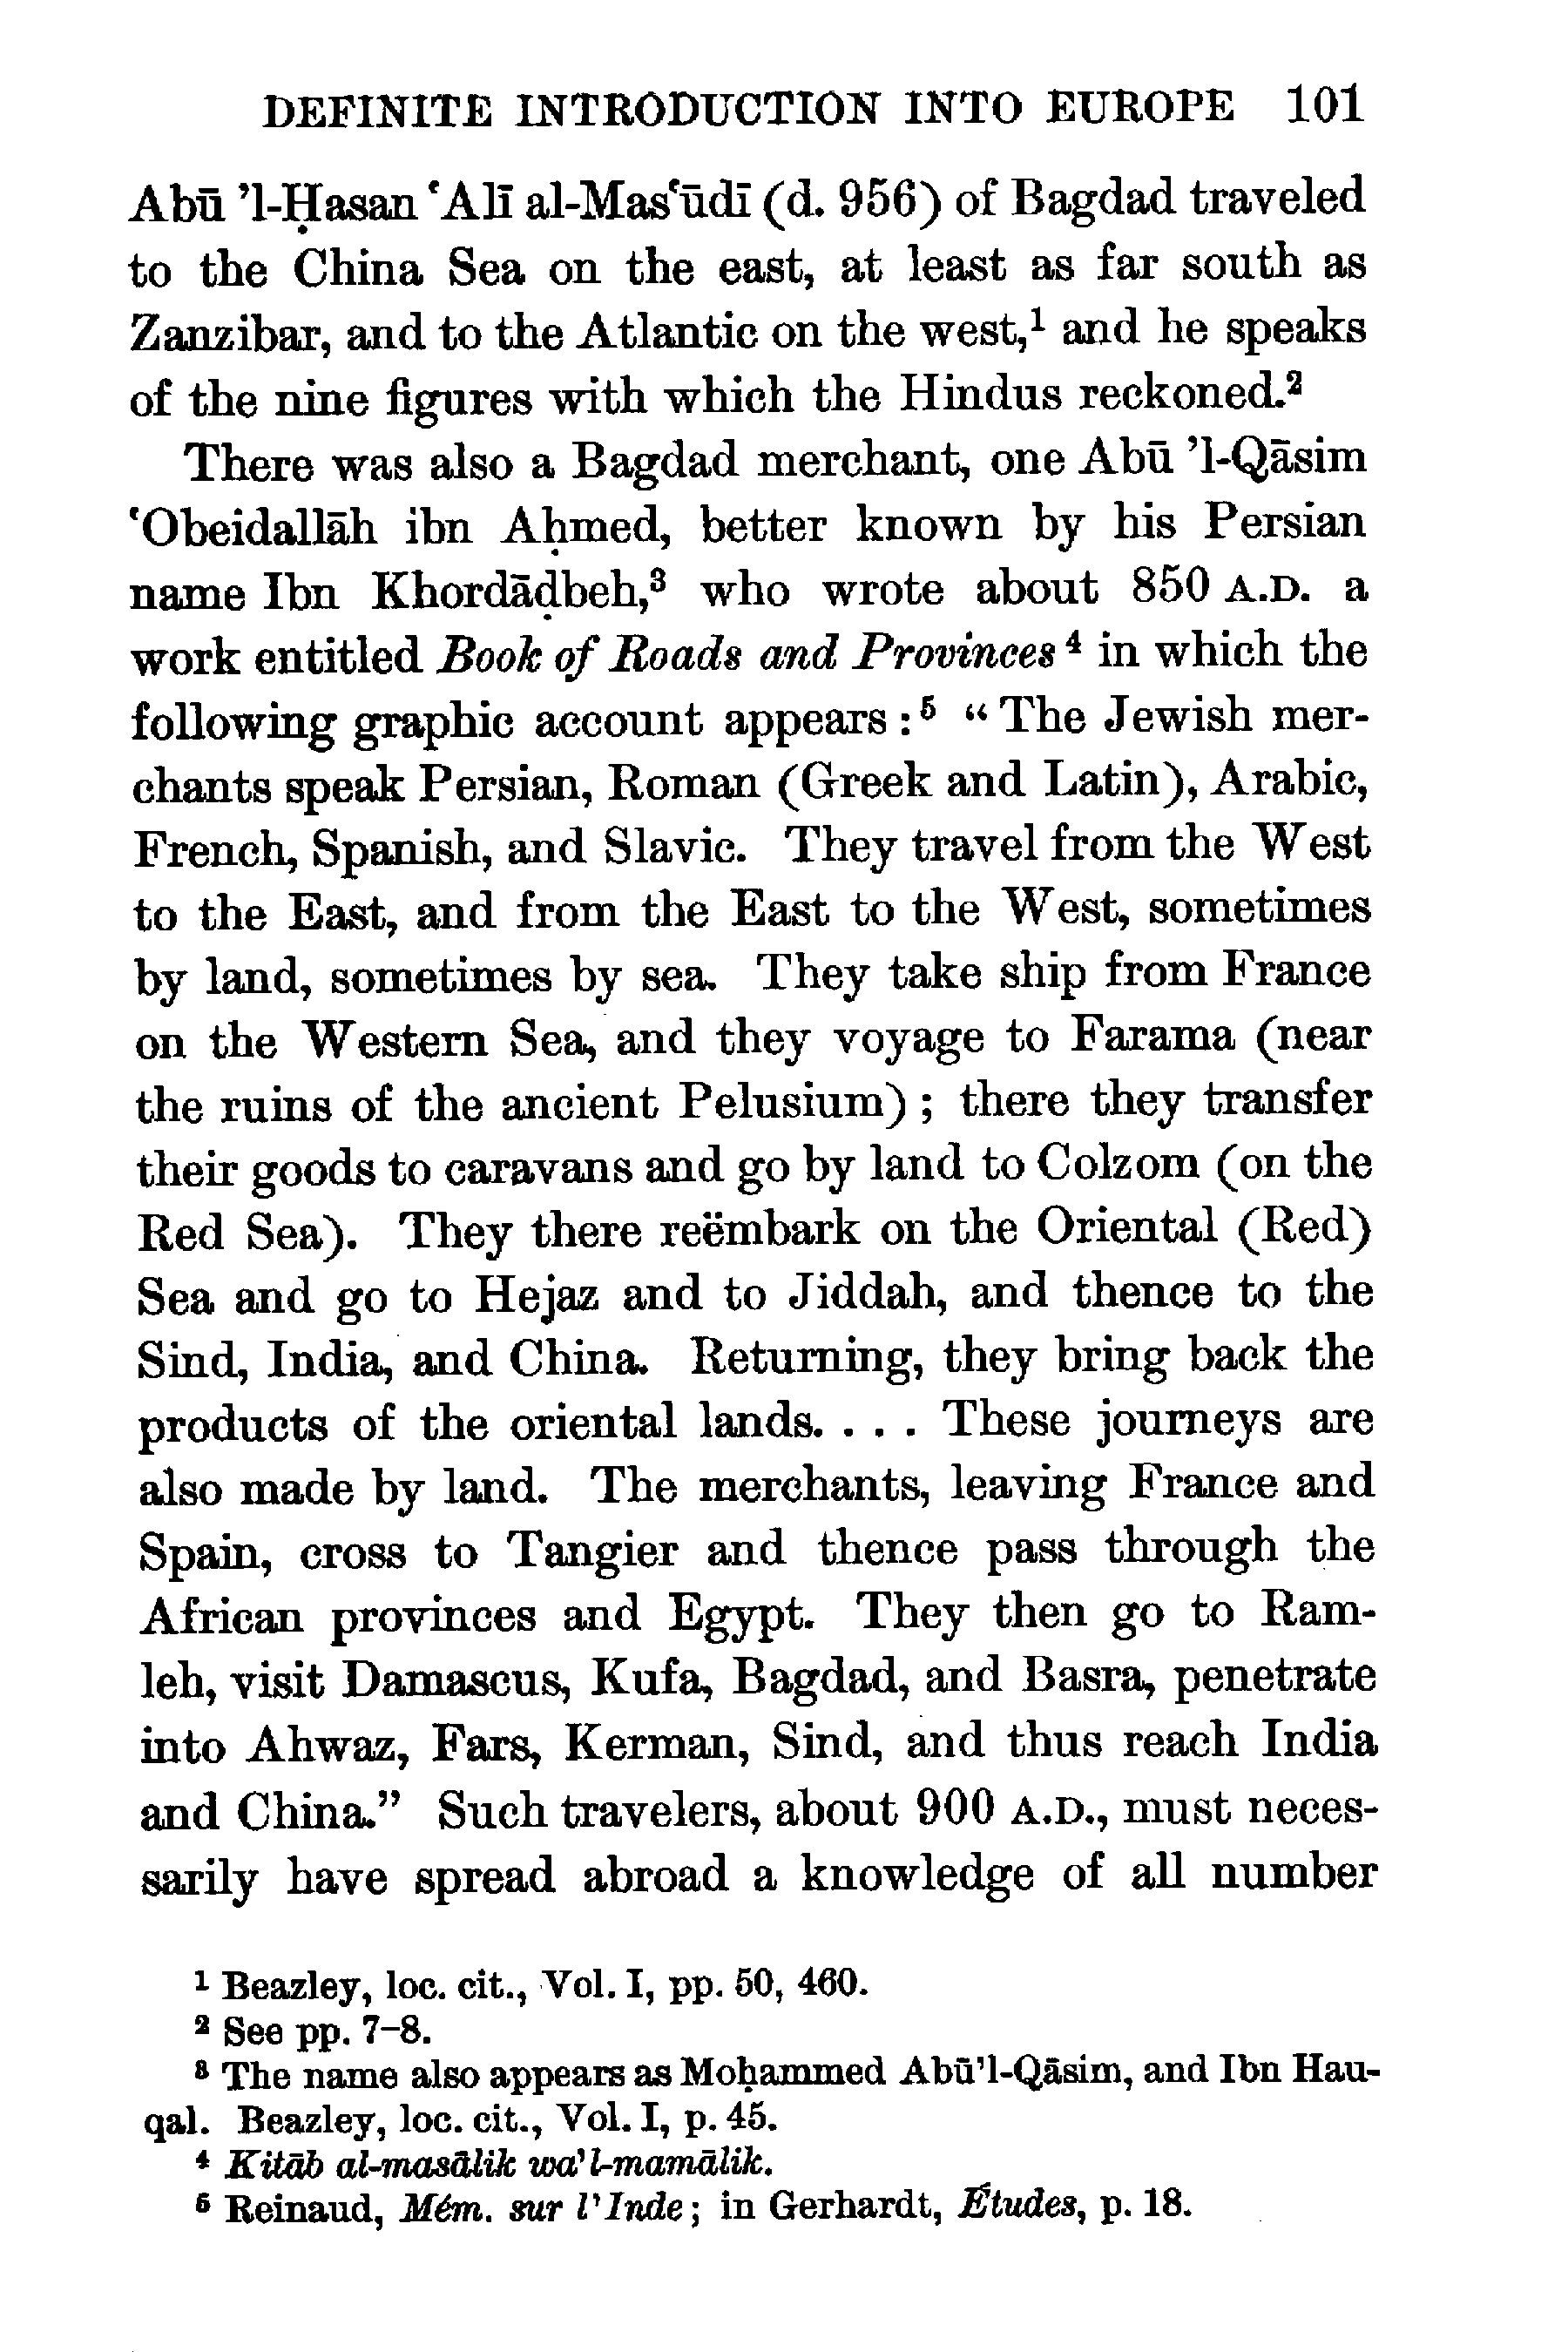 DEFINITE INTRODUCTION INTO EUROPE 101
Abū ’l-Ḥasan ‘Alī al-Mas‘ūdī (d. 956) of Bagdad traveled
to the China Sea on the east, at least as far south as
Zanzibar, and to the Atlantic on the west,¹ and he speaks
of the nine figures with which the Hindus reckoned.²
There was also a Bagdad merchant, one Abū ’l-Qāsim
‘Obeidallāh ibn Aḥmed, better known by his Persian
name Ibn Khordāḍbeh,³ who wrote about 850 A.D. a
work entitled Book of Roads and Provinces ⁴ in which the
following graphic account appears :⁵ “ The Jewish mer-
chants speak Persian, Roman (Greek and Latin), Arabic,
French, Spanish, and Slavic. They travel from the West
to the East, and from the East to the West, sometimes
by land, sometimes by sea. They take ship from France
on the Western Sea, and they voyage to Farama (near
the ruins of the ancient Pelusium) ; there they transfer
their goods to caravans and go by land to Colzom (on the
Red Sea). They there reëmbark on the Oriental (Red)
Sea and go to Hejaz and to Jiddah, and thence to the
Sind, India, and China. Returning, they bring back the
products of the oriental lands. . . . These journeys are
also made by land. The merchants, leaving France and
Spain, cross to Tangier and thence pass through the
African provinces and Egypt. They then go to Ram-
leh, visit Damascus, Kufa, Bagdad, and Basra, penetrate
into Ahwaz, Fars, Kerman, Sind, and thus reach India
and China.” Such travelers, about 900 A.D., must neces-
sarily have spread abroad a knowledge of all number
¹ Beazley, loc. cit., Vol. I, pp. 50, 460.
² See pp. 7–8.
³ The name also appears as Moḥammed Abū’l-Qāsim, and Ibn Hau-
qal. Beazley, loc. cit., Vol. I, p. 45.
⁴ Kitāb al-masālik wa’l-mamālik.
⁵ Reinaud, Mém. sur l’Inde ; in Gerhardt, Études, p. 18.